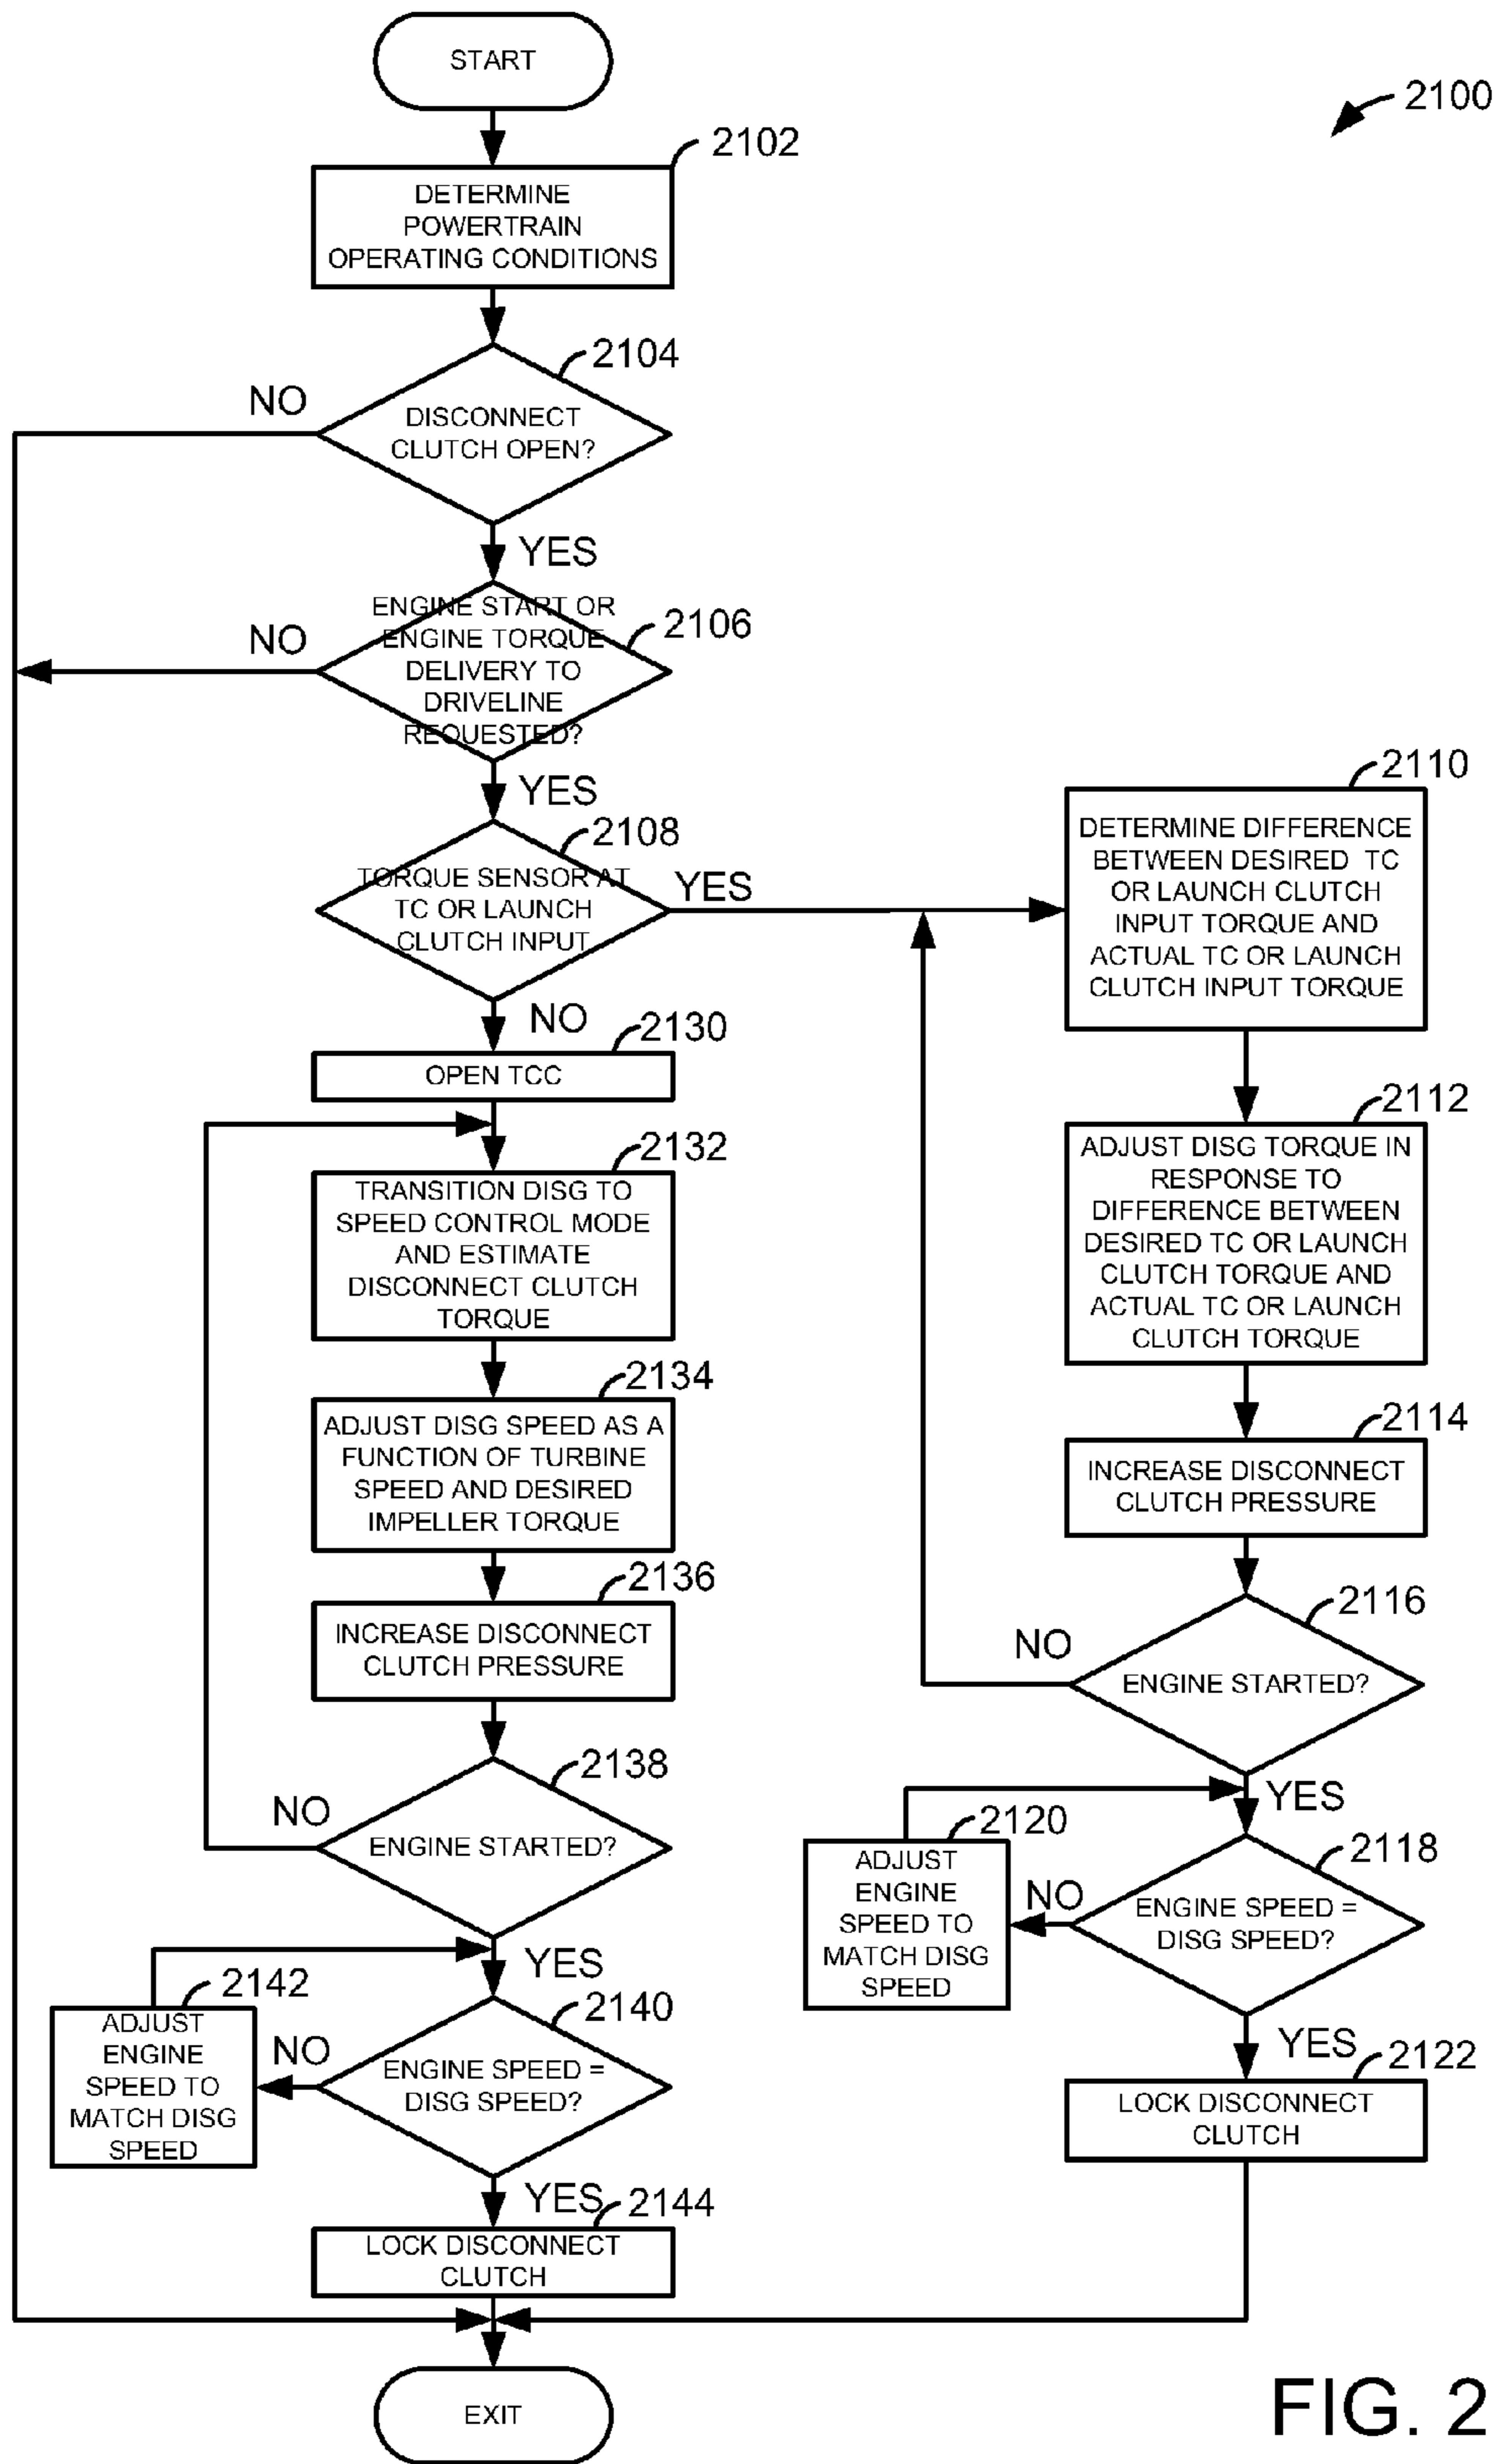 START
2100
2102
DETERMINE
POWERTRAIN
OPERATING CONDITIONS
2104
NO
DISCONNECT
CLUTCH OPEN?
YES
2106
NO
ENGINE START OR
ENGINE TORQUE
DELIVERY TO
DRIVELINE
REQUESTED?
YES
2108
TORQUE SENSOR AT
TC OR LAUNCH
CLUTCH INPUT
YES
NO
2110
DETERMINE DIFFERENCE
BETWEEN DESIRED TC
OR LAUNCH CLUTCH
INPUT TORQUE AND
ACTUAL TC OR LAUNCH
CLUTCH INPUT TORQUE
2112
ADJUST DISG TORQUE IN
RESPONSE TO
DIFFERENCE BETWEEN
DESIRED TC OR LAUNCH
CLUTCH TORQUE AND
ACTUAL TC OR LAUNCH
CLUTCH TORQUE
2114
INCREASE DISCONNECT
CLUTCH PRESSURE
2116
NO
ENGINE STARTED?
YES
2118
ENGINE SPEED =
DISG SPEED?
NO
2120
ADJUST
ENGINE
SPEED TO
MATCH DISG
SPEED
YES
2122
LOCK DISCONNECT
CLUTCH
2130
OPEN TCC
2132
TRANSITION DISG TO
SPEED CONTROL MODE
AND ESTIMATE
DISCONNECT CLUTCH
TORQUE
2134
ADJUST DISG SPEED AS A
FUNCTION OF TURBINE
SPEED AND DESIRED
IMPELLER TORQUE
2136
INCREASE DISCONNECT
CLUTCH PRESSURE
2138
NO
ENGINE STARTED?
YES
2140
ENGINE SPEED =
DISG SPEED?
NO
2142
ADJUST
ENGINE
SPEED TO
MATCH DISG
SPEED
YES
2144
LOCK DISCONNECT
CLUTCH
EXIT
FIG. 2